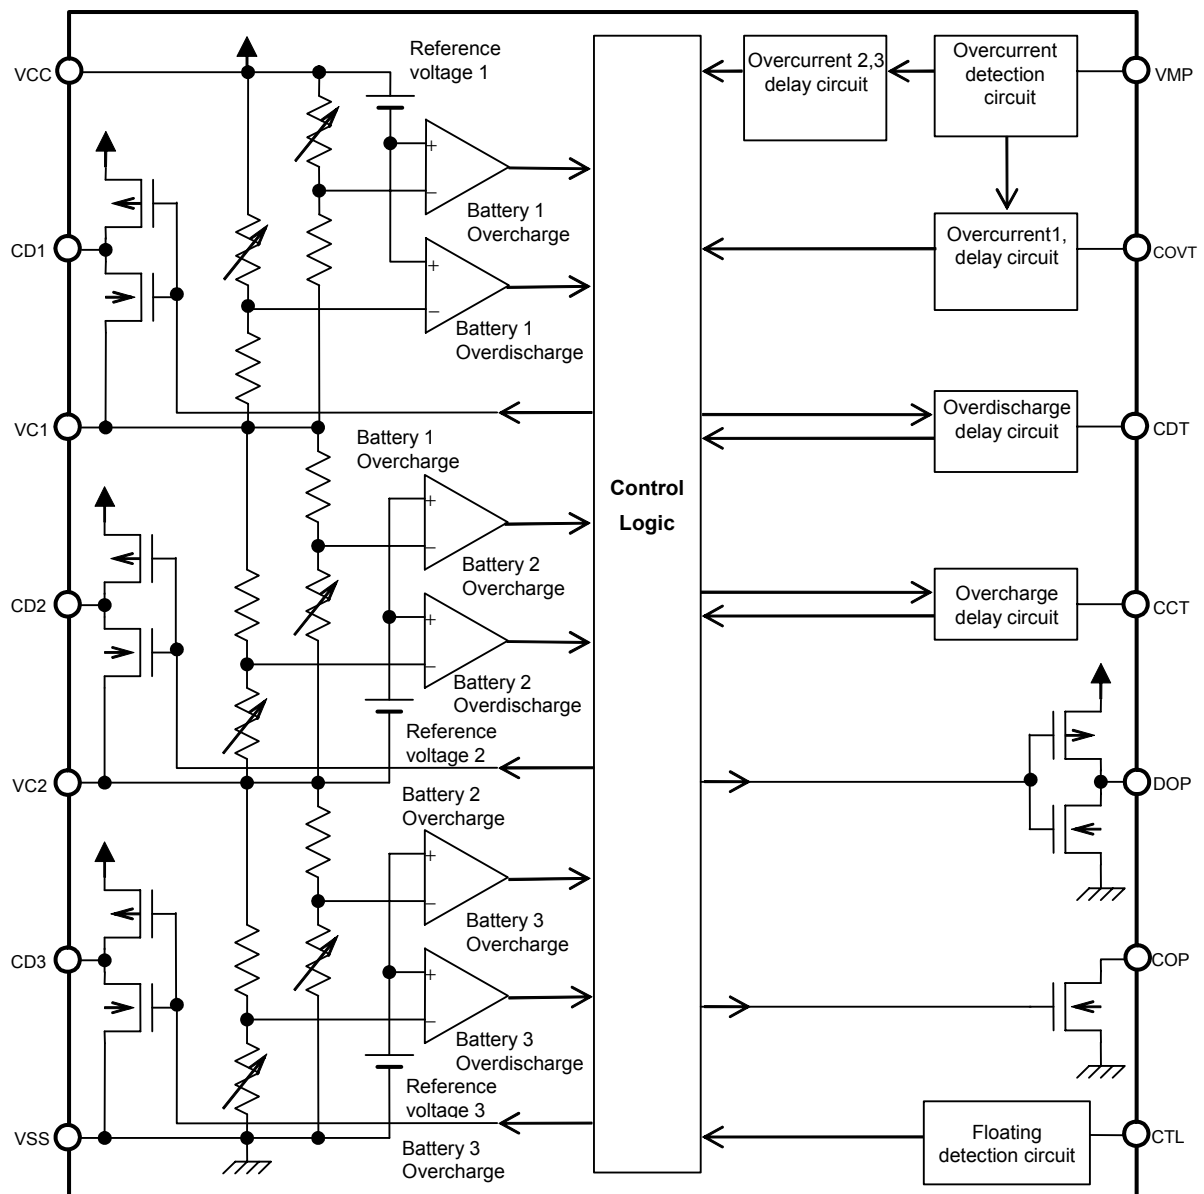 Reference
voltage 1
VCC
Overcurrent 2,3
delay circuit
Overcurrent
detection
circuit
VMP
+
−
Battery 1
Overcharge
CD1
+
−
Battery 1
Overdischarge
Overcurrent1,
delay circuit
COVT
VC1
Battery 1
Overcharge
Overdischarge
delay circuit
CDT
Control
Logic
+
−
Battery 2
Overcharge
CD2
+
−
Battery 2
Overdischarge
Overcharge
delay circuit
CCT
Reference
voltage 2
VC2
Battery 2
Overcharge
DOP
+
−
Battery 3
Overcharge
CD3
+
−
Battery 3
Overdischarge
COP
Reference
voltage 3
VSS
Battery 3
Overcharge
Floating
detection circuit
CTL